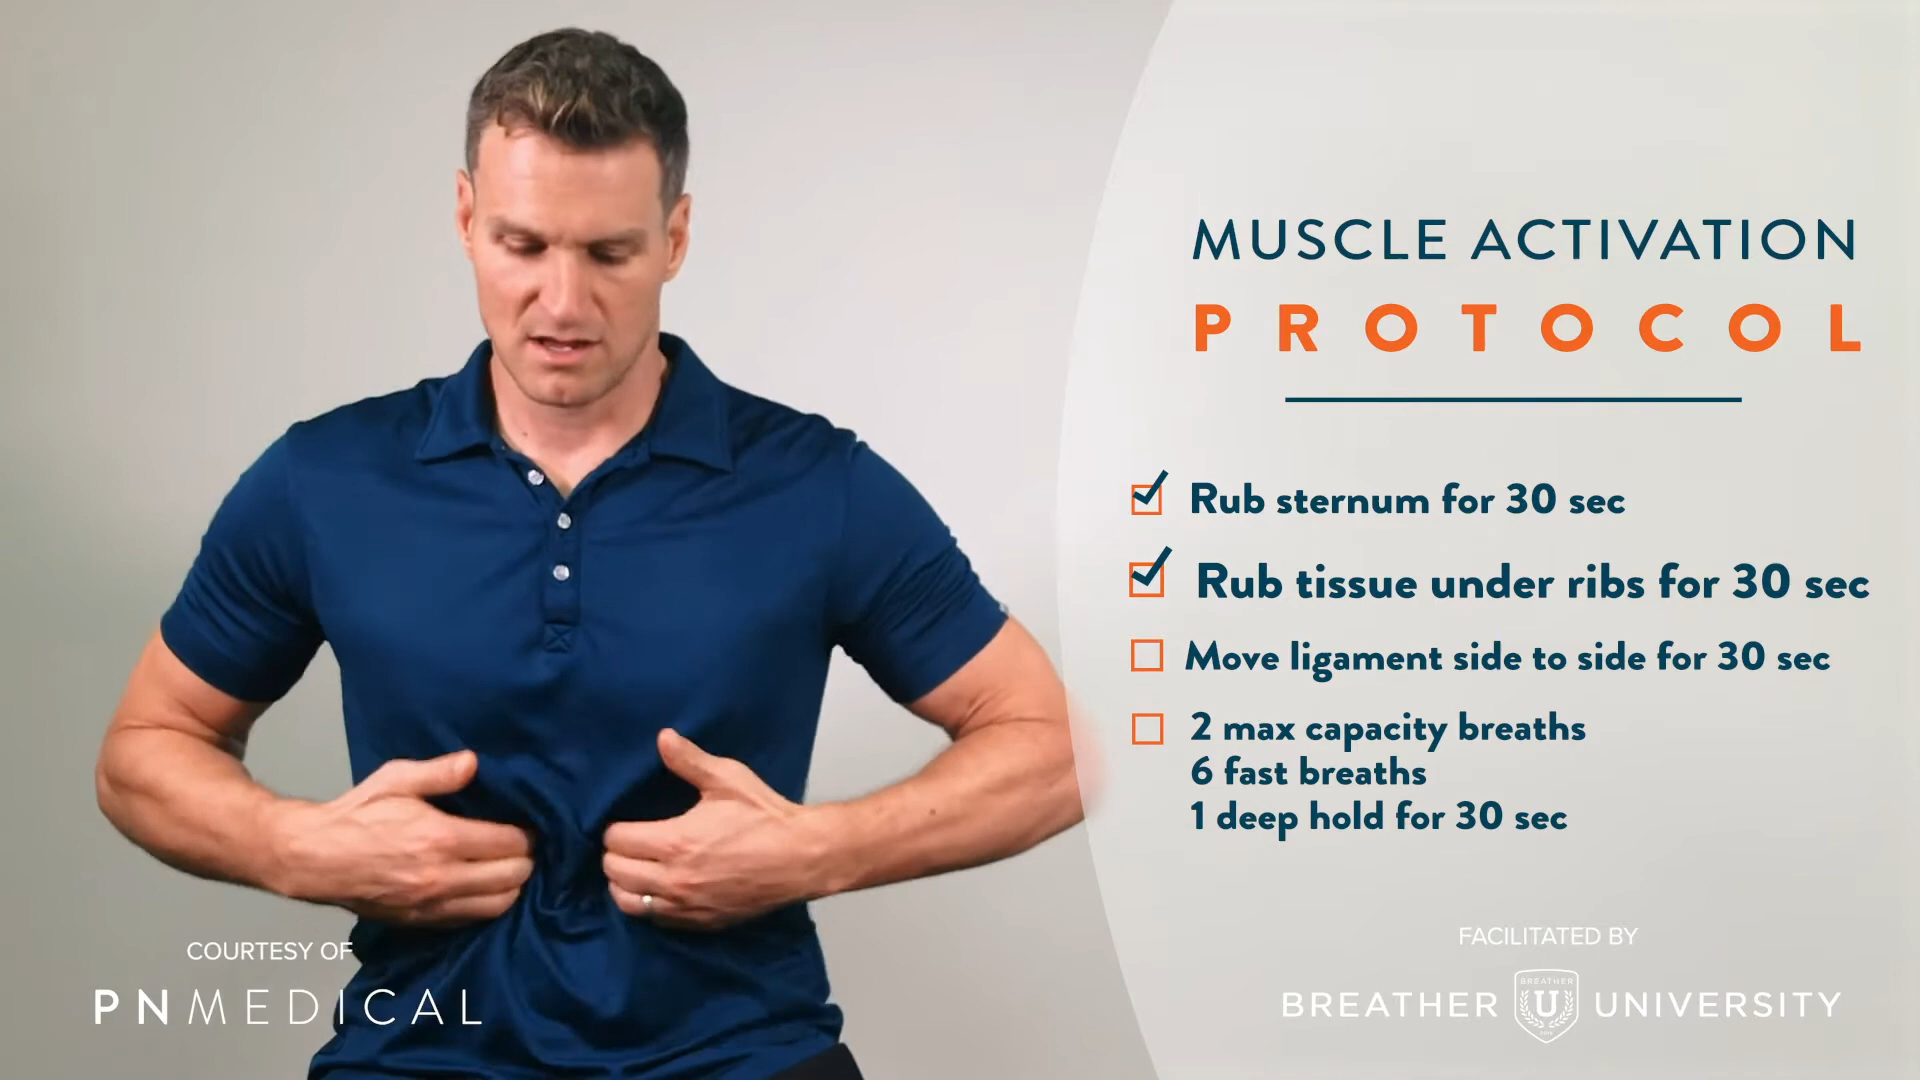 MUSCLE ACTIVATION
PROTOCOL
Rub sternum for 30 sec
Rub tissue under ribs for 30 sec
Move ligament side to side for 30 sec
2 max capacity breaths
6 fast breaths
1 deep hold for 30 sec
COURTESY OF
PNMEDICAL
FACILITATED BY
BREATHER
BREATHER U UNIVERSITY